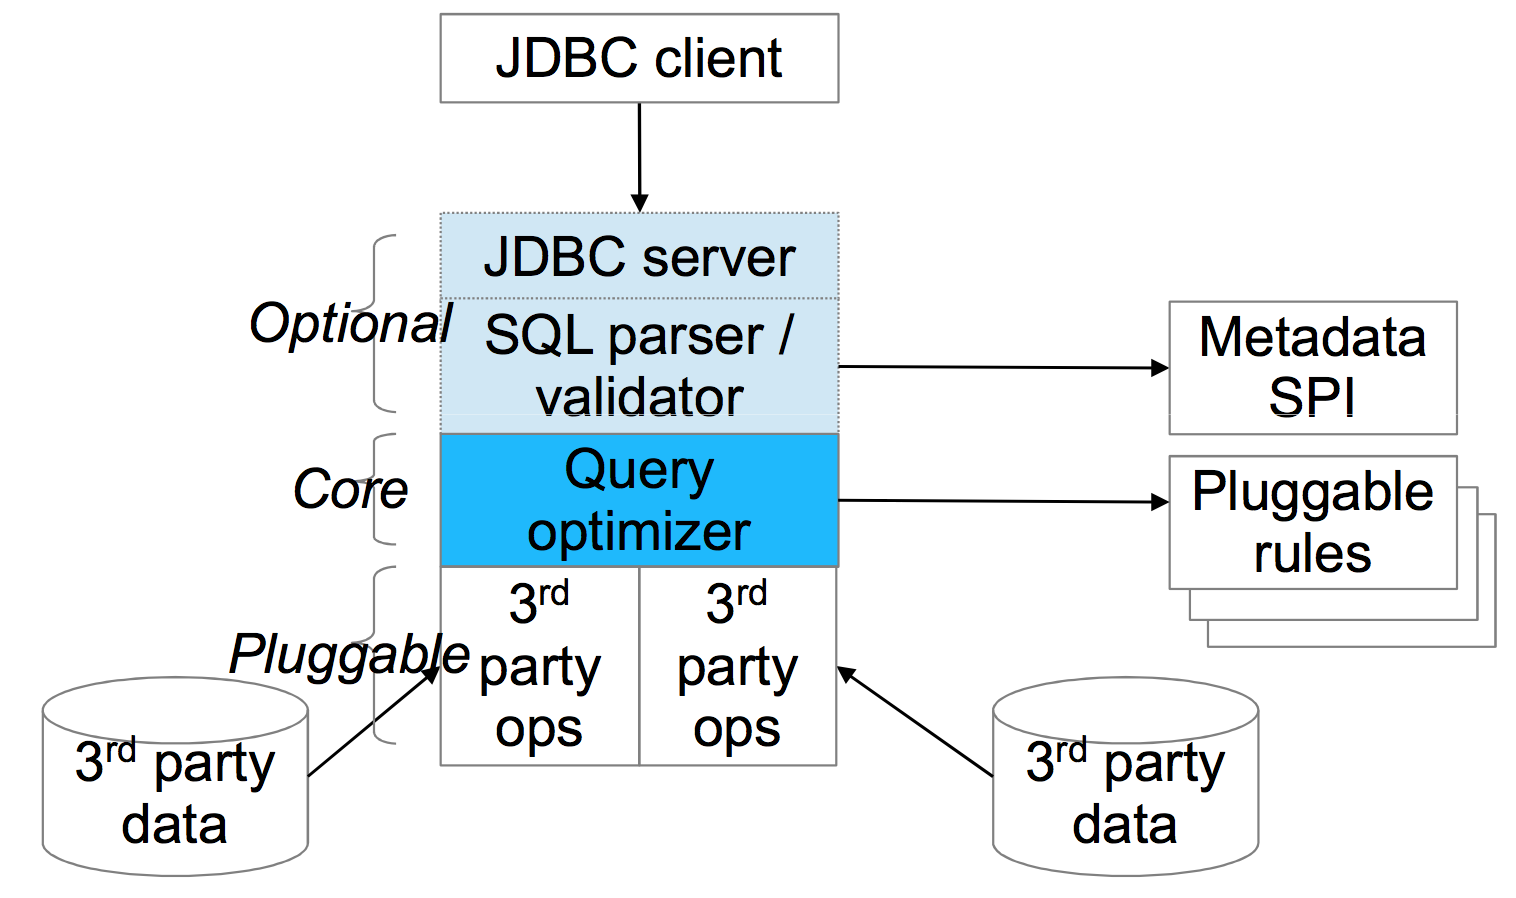 JDBC client
JDBC server
Optional
SQL parser /
validator
Metadata
SPI
Core
Query
optimizer
Pluggable
rules
Pluggable
3rd
party
ops
3rd
party
ops
3rd party
data
3rd party
data